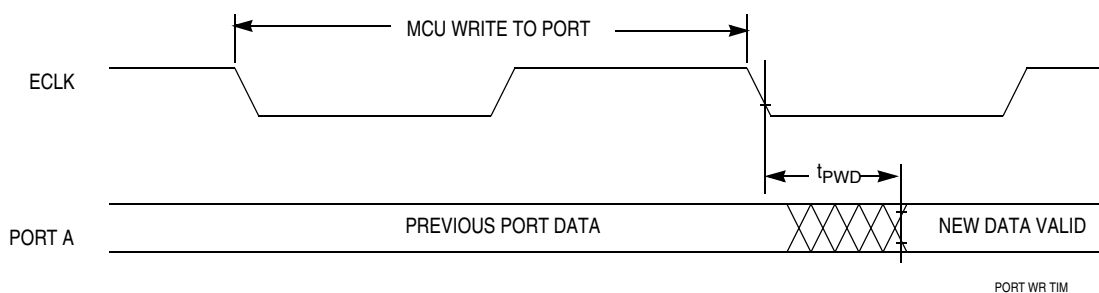 MCU WRITE TO PORT
ECLK
tPWD
PREVIOUS PORT DATA
NEW DATA VALID
PORT A
PORT WR TIM